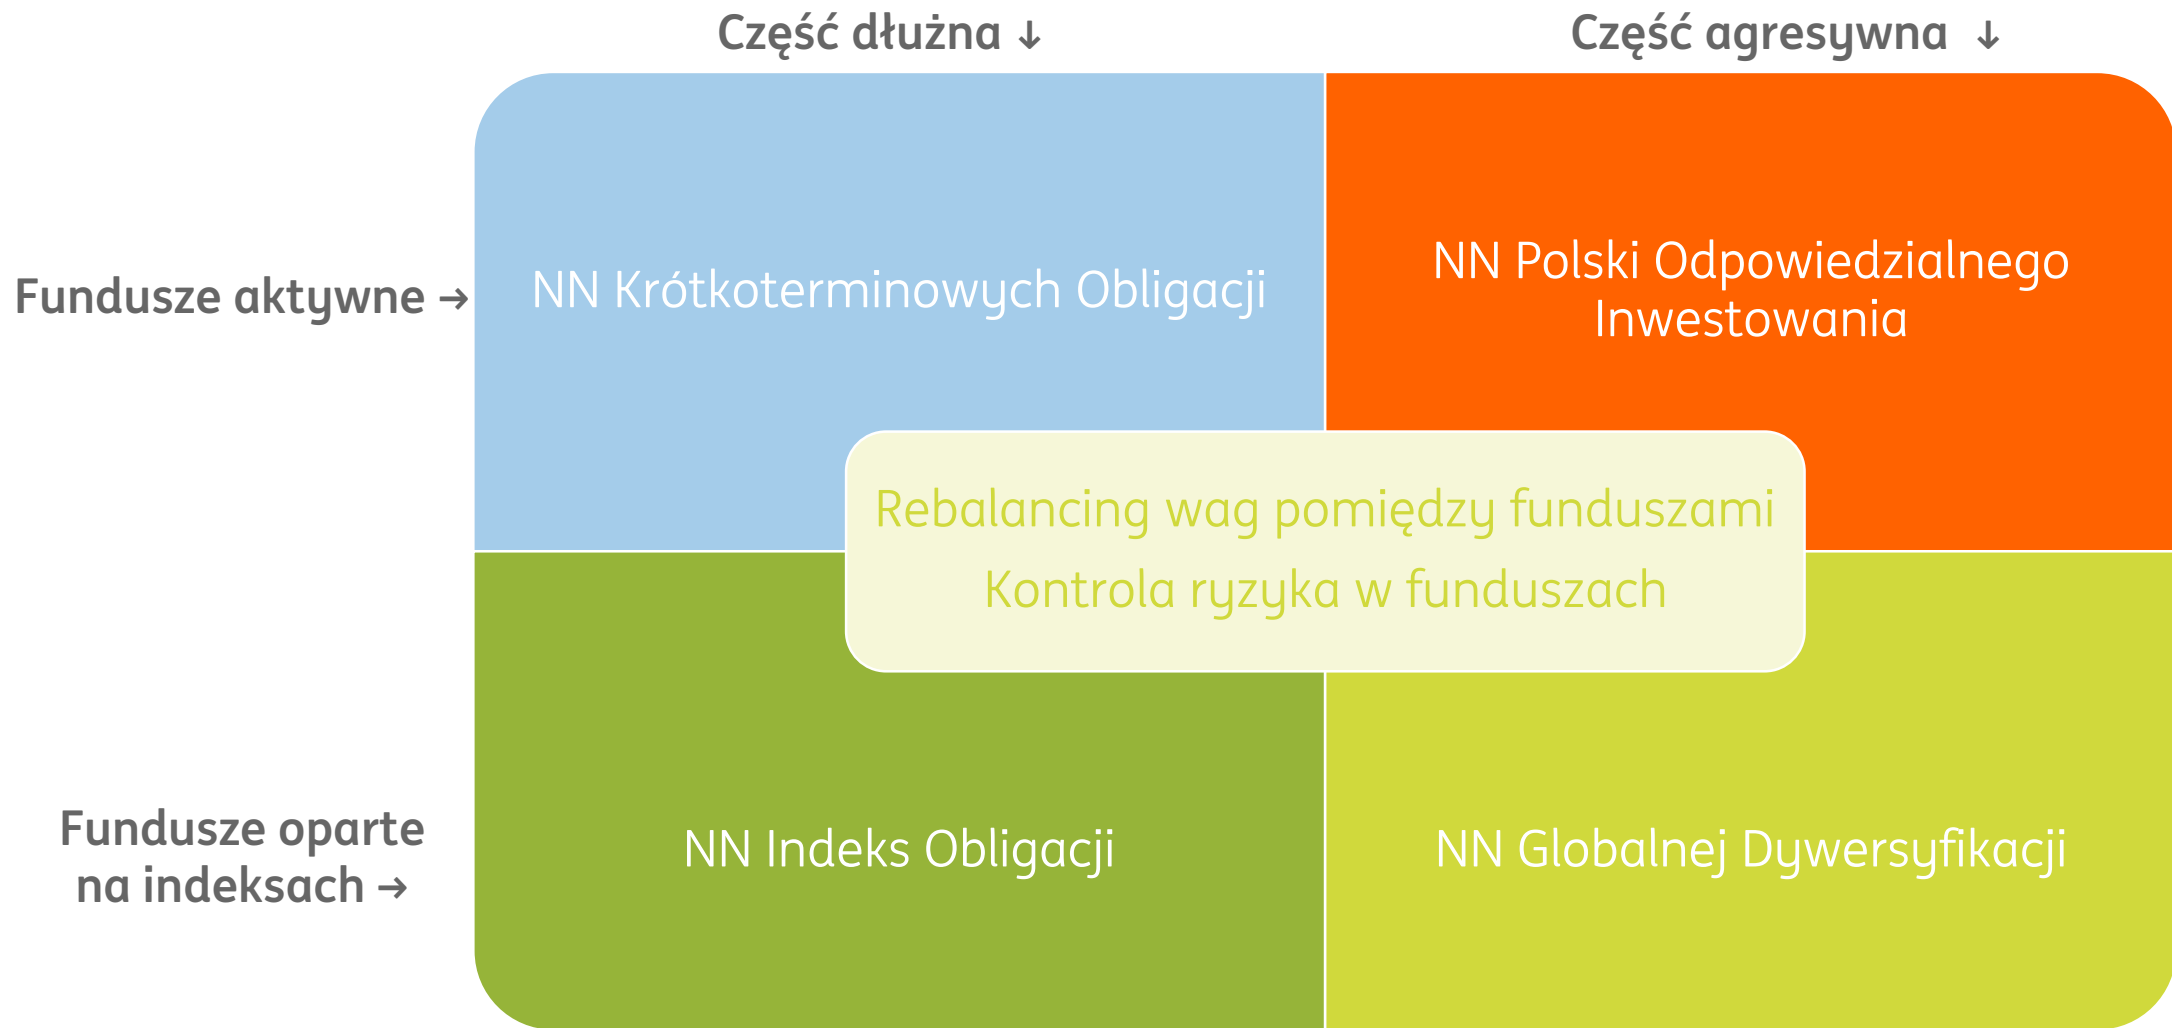 Część dłużna ↓
Część agresywna ↓
Fundusze aktywne →
NN Krótkoterminowych Obligacji
NN Polski Odpowiedzialnego
Inwestowania
Rebalancing wag pomiędzy funduszami
Kontrola ryzyka w funduszach
Fundusze oparte
na indeksach →
NN Indeks Obligacji
NN Globalnej Dywersyfikacji